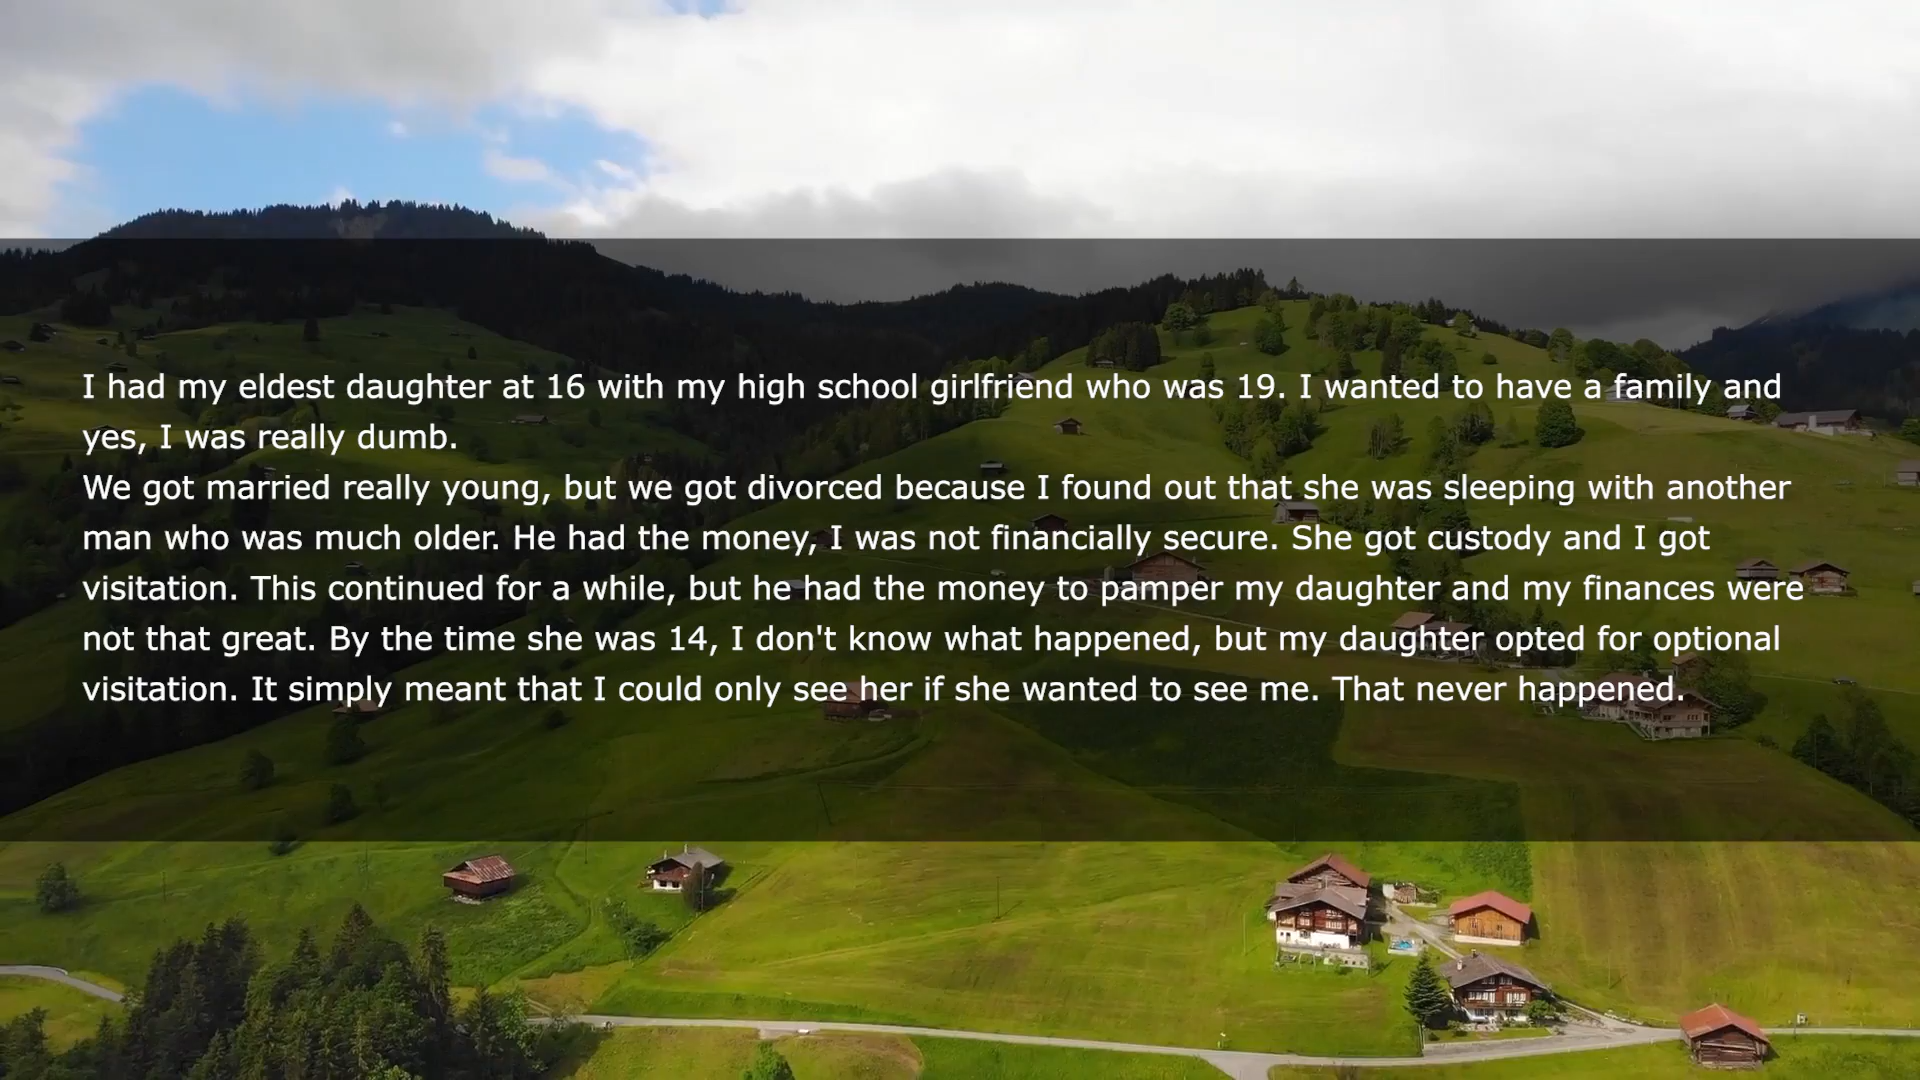 I had my eldest daughter at 16 with my high school girlfriend who was 19. I wanted to have a family and
yes, I was really dumb.
We got married really young, but we got divorced because I found out that she was sleeping with another
man who was much older. He had the money, I was not financially secure. She got custody and I got
visitation. This continued for a while, but he had the money to pamper my daughter and my finances were
not that great. By the time she was 14, I don't know what happened, but my daughter opted for optional
visitation. It simply meant that I could only see her if she wanted to see me. That never happened.